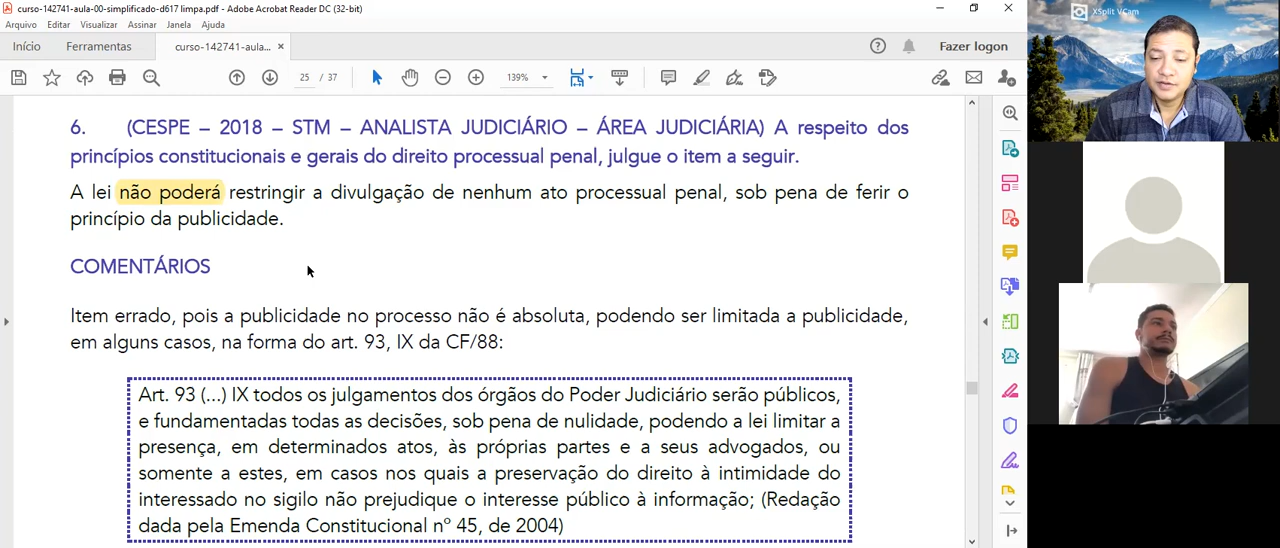 curso-142741-aula-00-simplificado-d617 limpa.pdf - Adobe Acrobat Reader DC (32-bit)
Arquivo Editar Visualizar Assinar Janela Ajuda
Início Ferramentas curso-142741-aula... × Fazer logon
25 / 37 139%
XSplit VCam
6. (CESPE – 2018 – STM – ANALISTA JUDICIÁRIO – ÁREA JUDICIÁRIA) A respeito dos
princípios constitucionais e gerais do direito processual penal, julgue o item a seguir.
A lei não poderá restringir a divulgação de nenhum ato processual penal, sob pena de ferir o
princípio da publicidade.
COMENTÁRIOS
Item errado, pois a publicidade no processo não é absoluta, podendo ser limitada a publicidade,
em alguns casos, na forma do art. 93, IX da CF/88:
Art. 93 (...) IX todos os julgamentos dos órgãos do Poder Judiciário serão públicos,
e fundamentadas todas as decisões, sob pena de nulidade, podendo a lei limitar a
presença, em determinados atos, às próprias partes e a seus advogados, ou
somente a estes, em casos nos quais a preservação do direito à intimidade do
interessado no sigilo não prejudique o interesse público à informação; (Redação
dada pela Emenda Constitucional nº 45, de 2004)